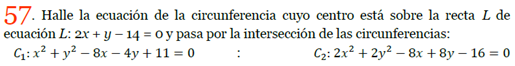 57. Halle la ecuación de la circunferencia cuyo centro está sobre la recta L de
ecuación L: 2x + y − 14 = 0 y pasa por la intersección de las circunferencias:
C₁: x² + y² − 8x − 4y + 11 = 0 : C₂: 2x² + 2y² − 8x + 8y − 16 = 0